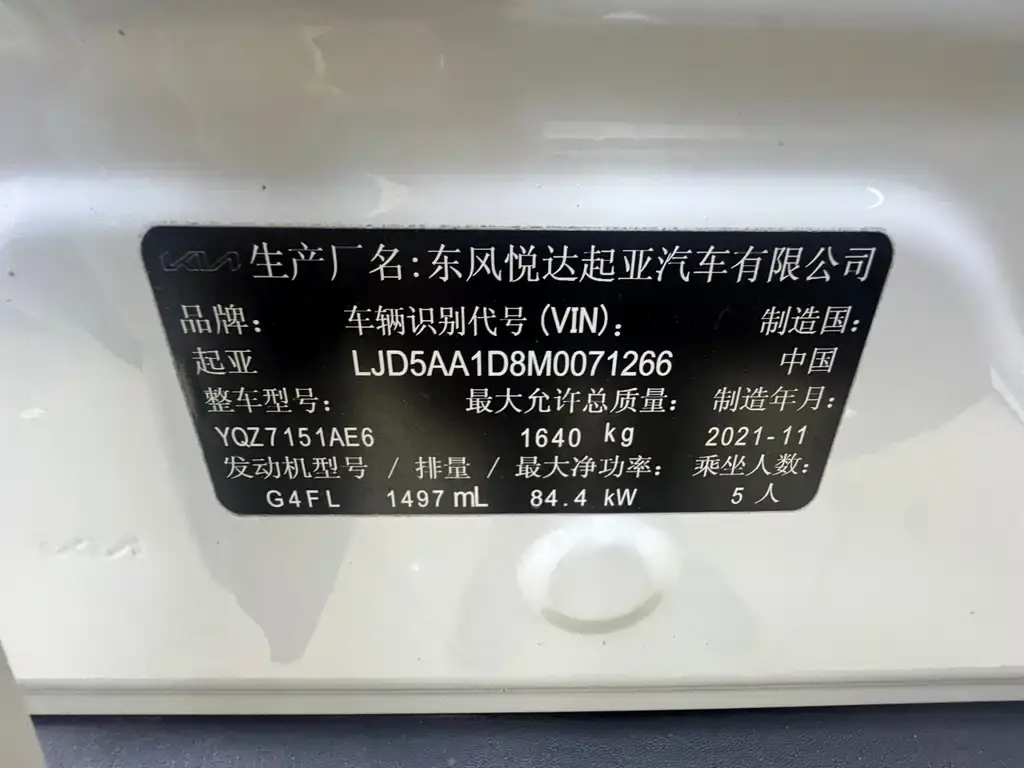 KIA 生产厂名:东风悦达起亚汽车有限公司
品牌: 车辆识别代号(VIN): 制造国:
起亚 LJD5AA1D8M0071266 中国
整车型号: 最大允许总质量: 制造年月:
YQZ7151AE6 1640 kg 2021-11
发动机型号 / 排量 / 最大净功率: 乘坐人数:
G4FL 1497 mL 84.4 kW 5 人